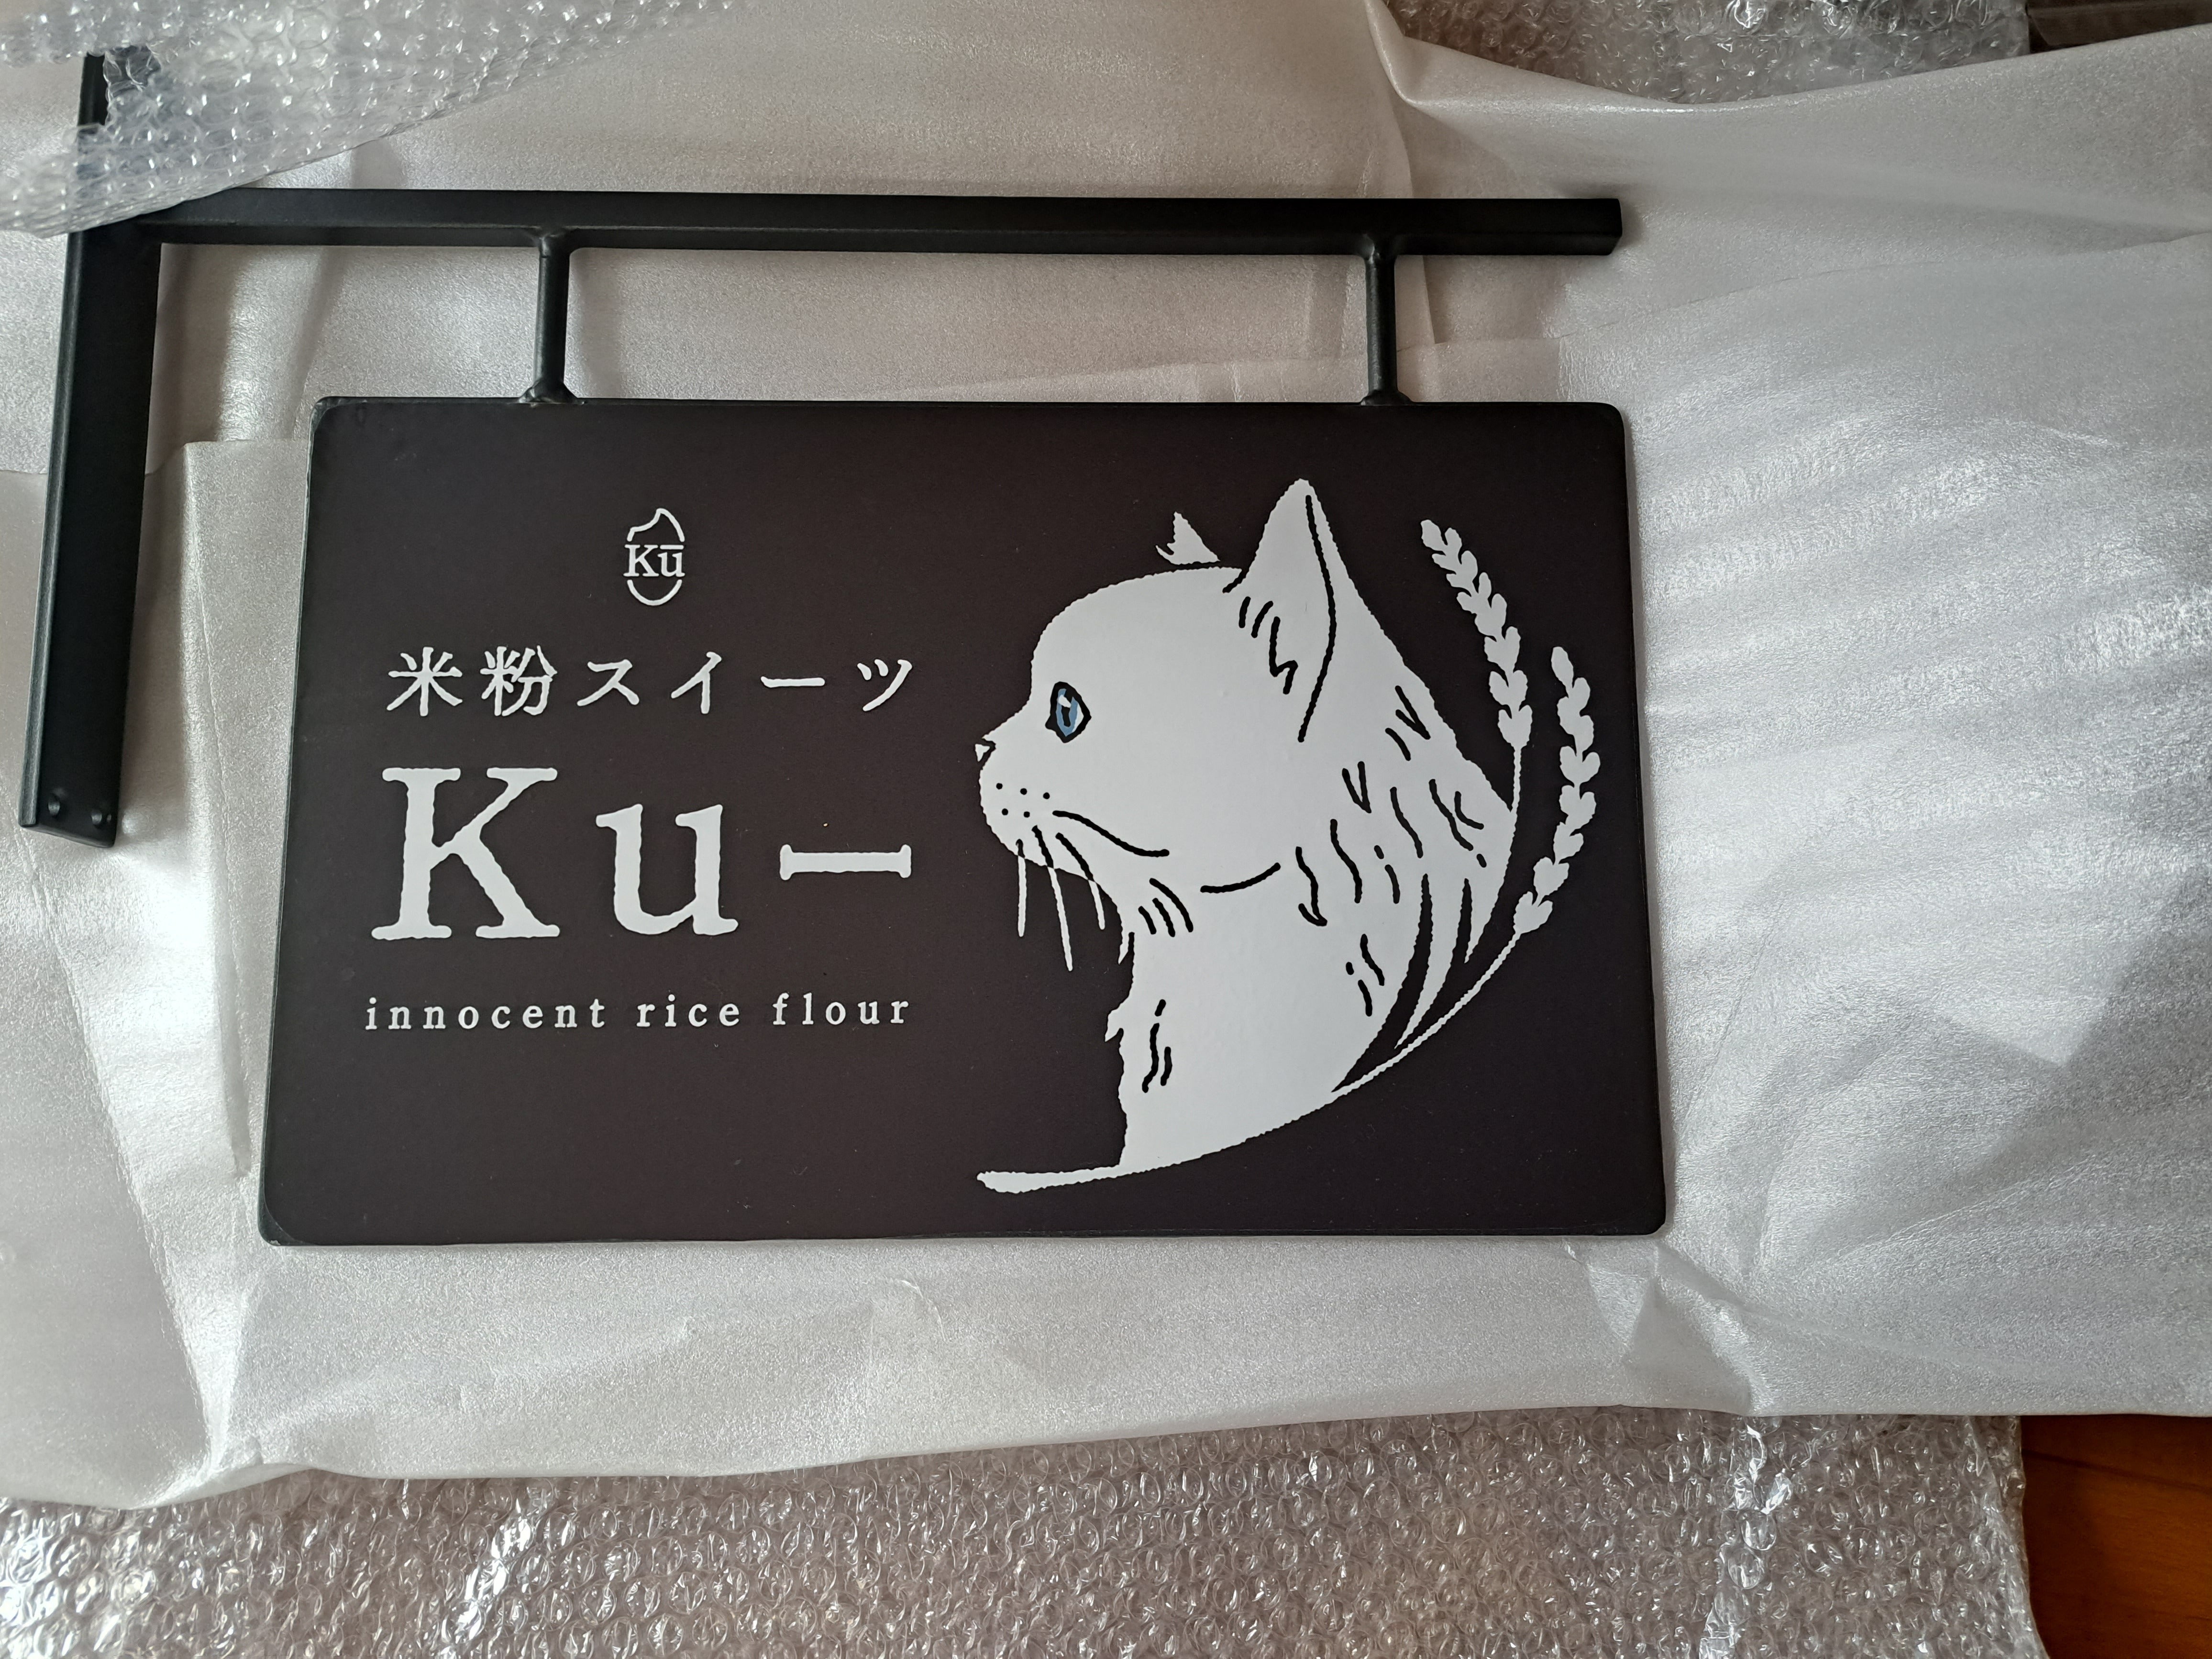 Kū
米粉スイーツ
Kuー
innocent rice flour